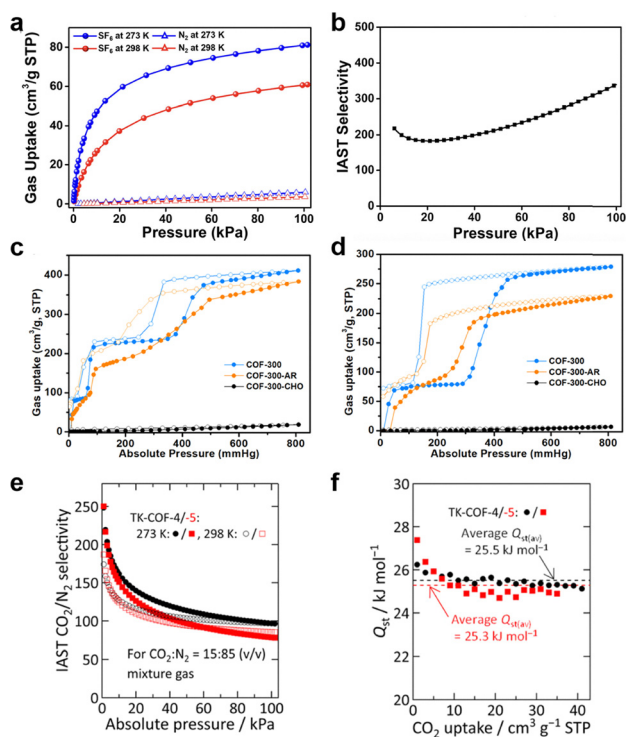 a
SF6 at 273 K N2 at 273 K
SF6 at 298 K N2 at 298 K
Gas Uptake (cm3/g STP)
80
60
40
20
0
0 20 40 60 80 100
Pressure (kPa)
b
IAST Selectivity
500
400
300
200
100
0
0 20 40 60 80 100
Pressure (kPa)
c
Gas uptake (cm³/g, STP)
400
300
200
100
0
COF-300
COF-300-AR
COF-300-CHO
0 200 400 600 800
Absolute Pressure (mmHg)
d
Gas uptake (cm³/g, STP)
300
250
200
150
100
50
0
COF-300
COF-300-AR
COF-300-CHO
0 200 400 600 800
Absolute Pressure (mmHg)
e
IAST CO2/N2 selectivity
250
200
150
100
50
0
TK-COF-4/-5:
273 K: / , 298 K: /
For CO2:N2 = 15:85 (v/v)
mixture gas
0 20 40 60 80 100
Absolute pressure / kPa
f
Qst / kJ mol−1
30
28
26
24
22
20
TK-COF-4/-5: /
Average Qst(av)
= 25.5 kJ mol−1
Average Qst(av)
= 25.3 kJ mol−1
0 10 20 30 40
CO2 uptake / cm3 g−1 STP